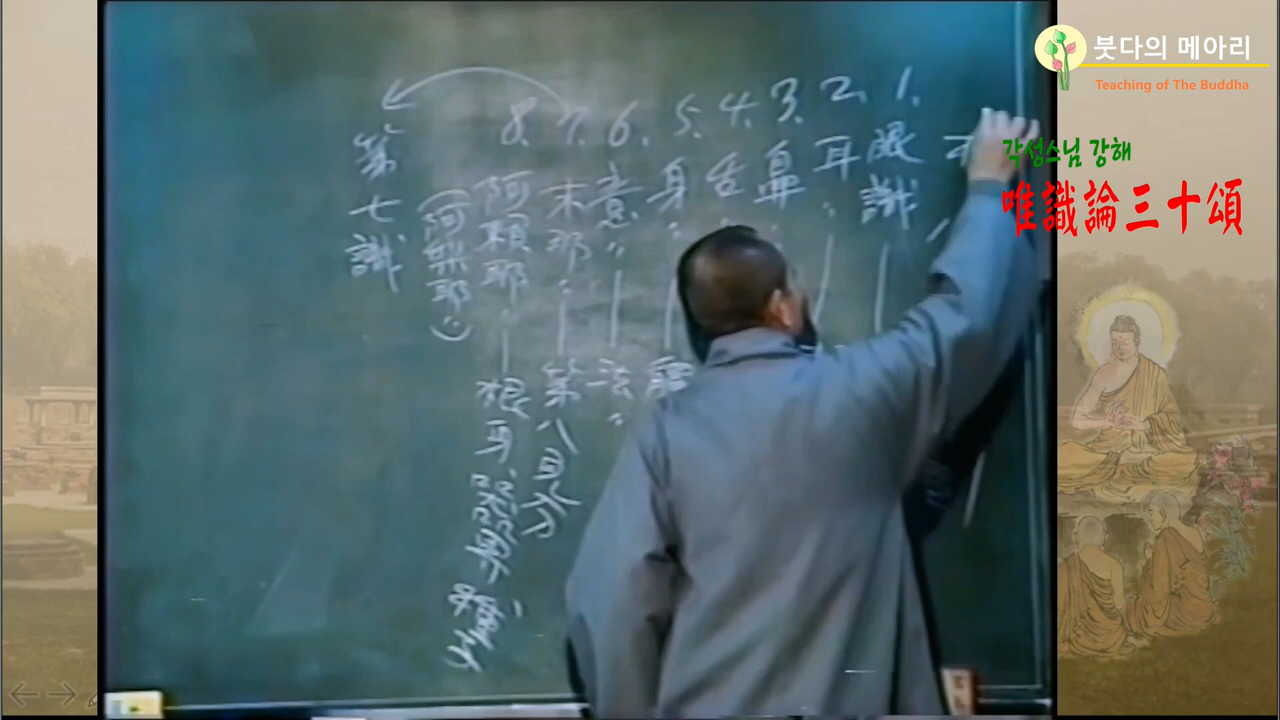 붓다의 메아리
Teaching of The Buddha
각성스님 강해
唯識論三十頌
1. 眼識
2. 耳〃
3. 鼻
4. 舌〃
5. 身〃
6. 意〃 法〃
7. 末那〃 第八見分
8. 阿賴耶〃 根身, 器界, 種子
(阿梨耶〃)
第七識